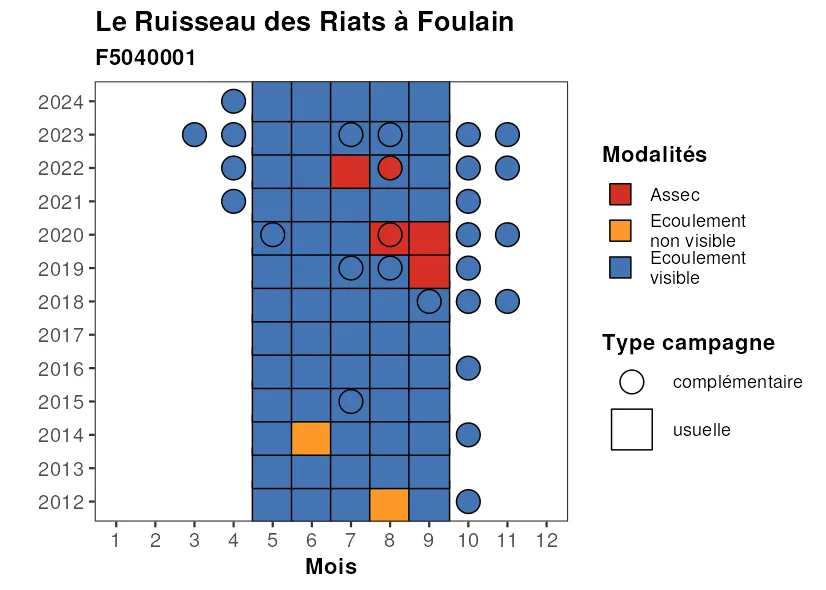 Le Ruisseau des Riats à Foulain
F5040001
2024
2023
2022
2021
2020
2019
2018
2017
2016
2015
2014
2013
2012
1 2 3 4 5 6 7 8 9 10 11 12
Mois
Modalités
Assec
Ecoulement
non visible
Ecoulement
visible
Type campagne
complémentaire
usuelle